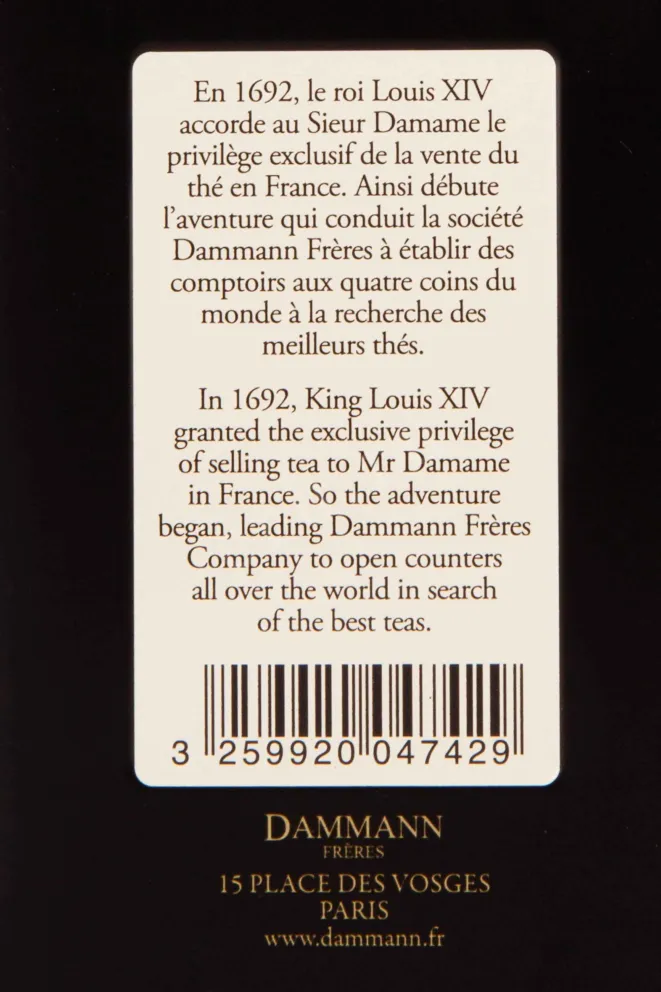 En 1692, le roi Louis XIV
accorde au Sieur Damame le
privilège exclusif de la vente du
thé en France. Ainsi débute
l'aventure qui conduit la société
Dammann Frères à établir des
comptoirs aux quatre coins du
monde à la recherche des
meilleurs thés.
In 1692, King Louis XIV
granted the exclusive privilege
of selling tea to Mr Damame
in France. So the adventure
began, leading Dammann Frères
Company to open counters
all over the world in search
of the best teas.
3 259920 047429
DAMMANN
FRÈRES
15 PLACE DES VOSGES
PARIS
www.dammann.fr